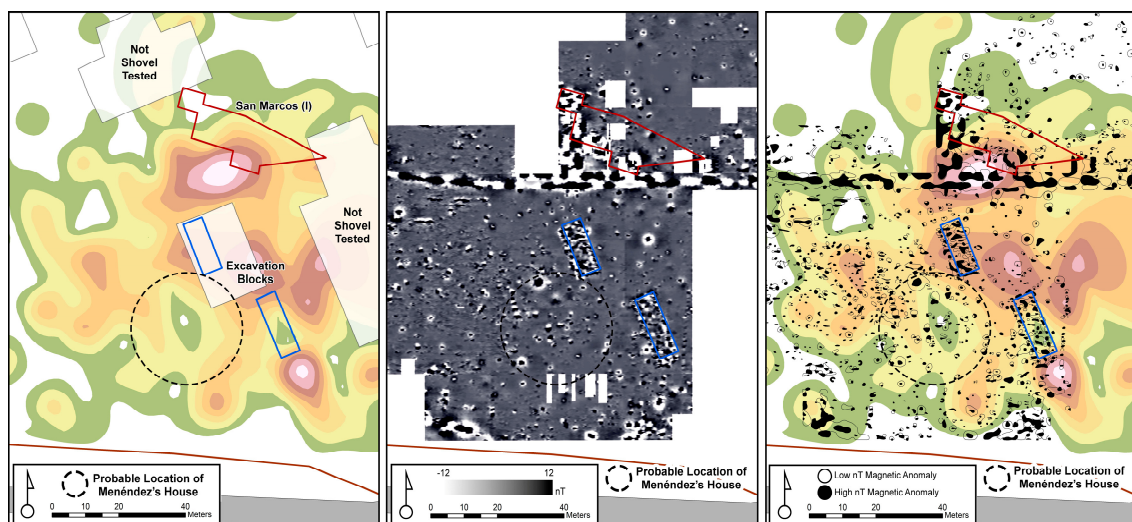 Not
Shovel
Tested
San Marcos (I)
Not
Shovel
Tested
Excavation
Blocks
Probable Location of
Menéndez's House
0 10 20 40
Meters
-12 12
nT
Probable Location of
Menéndez's House
0 10 20 40
Meters
Low nT Magnetic Anomaly
High nT Magnetic Anomaly
Probable Location of
Menéndez's House
0 10 20 40
Meters